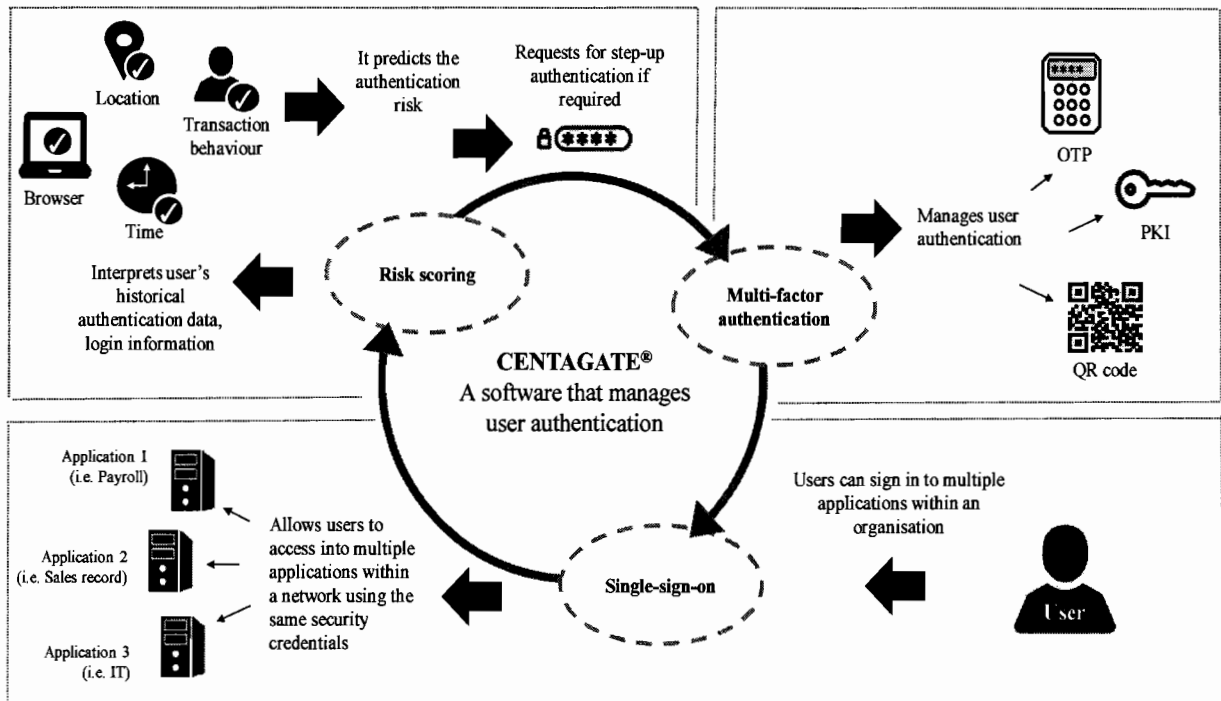 Location
Transaction
behaviour
Browser
Time
It predicts the
authentication
risk
Requests for step-up
authentication if
required
****
Interprets user's
historical
authentication data,
login information
Risk scoring
****
OTP
Manages user
authentication
PKI
QR code
Multi-factor
authentication
CENTAGATE®
A software that manages
user authentication
Application 1
(i.e. Payroll)
Application 2
(i.e. Sales record)
Application 3
(i.e. IT)
Allows users to
access into multiple
applications within
a network using the
same security
credentials
Single-sign-on
Users can sign in to multiple
applications within an
organisation
User